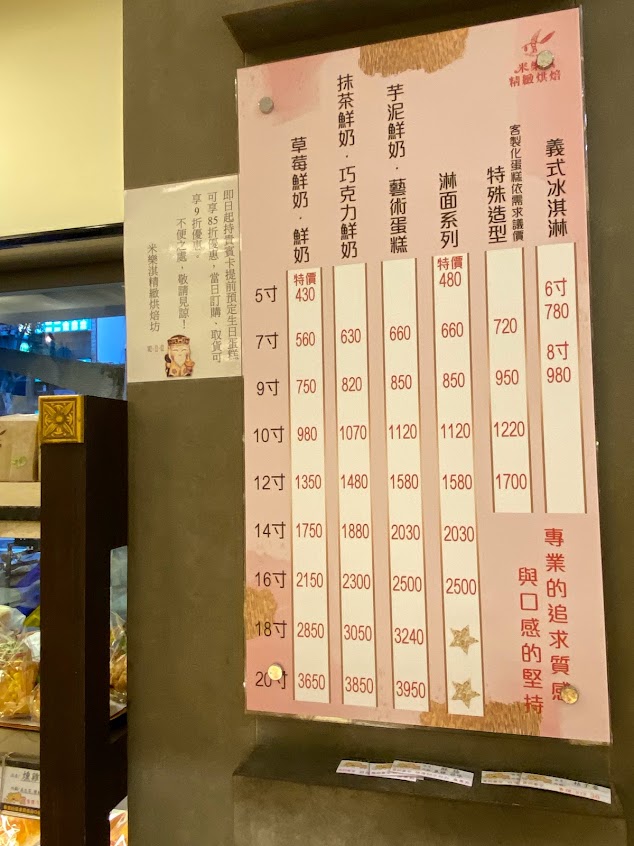 義式冰淇淋
6寸
780
8寸
980
客製化蛋糕依需求議價
特殊造型
720
950
1220
1700
淋面系列
特價
480
660
850
1120
1580
2030
2500
芋泥鮮奶．藝術蛋糕
660
850
1120
1580
2030
2500
3240
3950
抹茶鮮奶．巧克力鮮奶
630
820
1070
1480
1880
2300
3050
3850
草莓鮮奶．鮮奶
特價
430
560
750
980
1350
1750
2150
2850
3650
5寸
7寸
9寸
10寸
12寸
14寸
16寸
18寸
20寸
精緻烘焙
專業的追求質感
與口感的堅持
即日起持貴賓卡提前預定生日蛋糕
可享85折優惠，當日訂購、取貨可
享9折優惠。
不便之處，敬請見諒！
米樂淇精緻烘焙坊